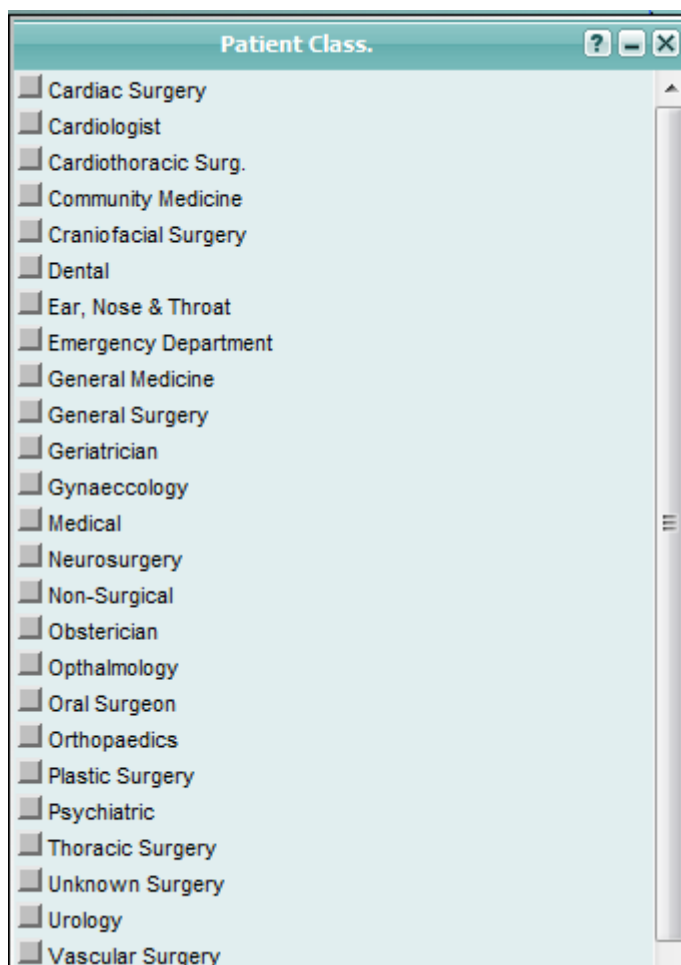 Patient Class.
?
Cardiac Surgery
Cardiologist
Cardiothoracic Surg.
Community Medicine
Craniofacial Surgery
Dental
Ear, Nose & Throat
Emergency Department
General Medicine
General Surgery
Geriatrician
Gynaeccology
Medical
Neurosurgery
Non-Surgical
Obsterician
Opthalmology
Oral Surgeon
Orthopaedics
Plastic Surgery
Psychiatric
Thoracic Surgery
Unknown Surgery
Urology
Vascular Surgery